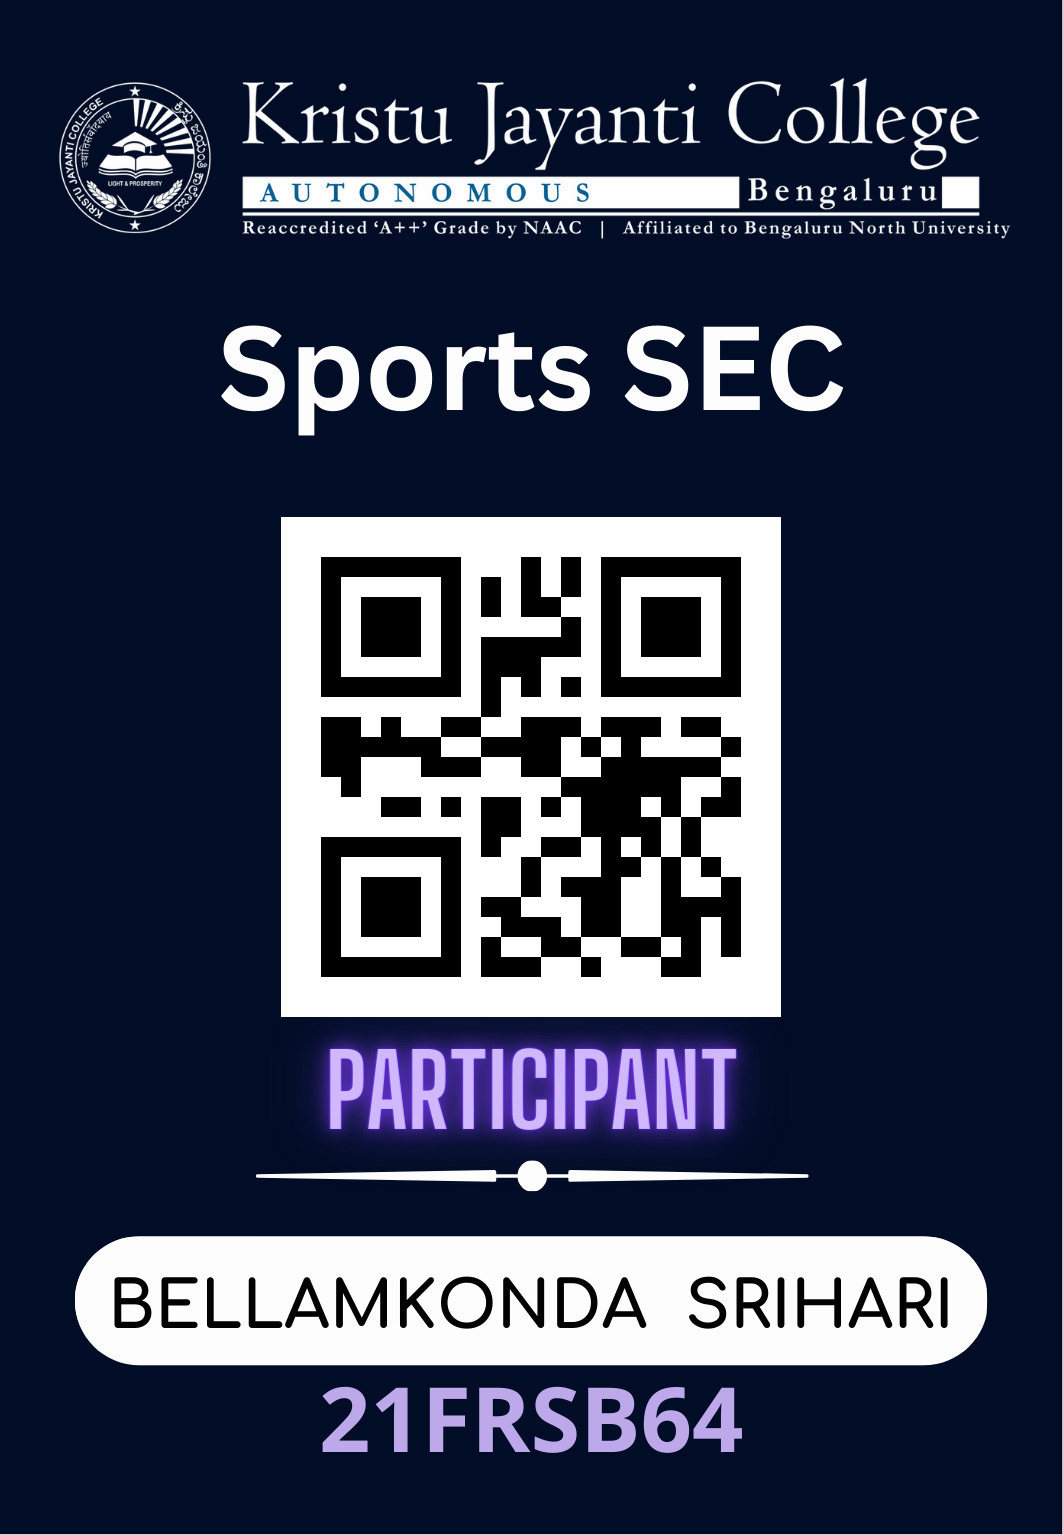 KRISTU JAYANTI COLLEGE
ಕ್ರಿಸ್ತು ಜಯಂತಿ ಕಾಲೇಜು
LIGHT & PROSPERITY
Kristu Jayanti College
AUTONOMOUS Bengaluru
Reaccredited ‘A++’ Grade by NAAC | Affiliated to Bengaluru North University
Sports SEC
PARTICIPANT
BELLAMKONDA SRIHARI
21FRSB64